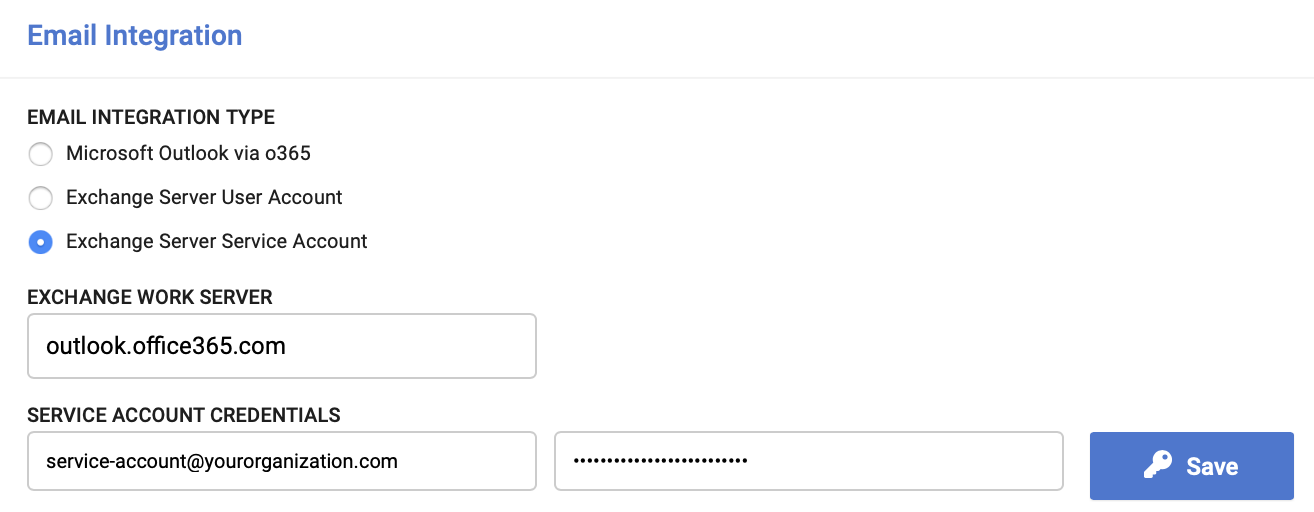 Email Integration
EMAIL INTEGRATION TYPE
Microsoft Outlook via o365
Exchange Server User Account
Exchange Server Service Account
EXCHANGE WORK SERVER
outlook.office365.com
SERVICE ACCOUNT CREDENTIALS
service-account@yourorganization.com
•••••••••••••••••••••••••• Save